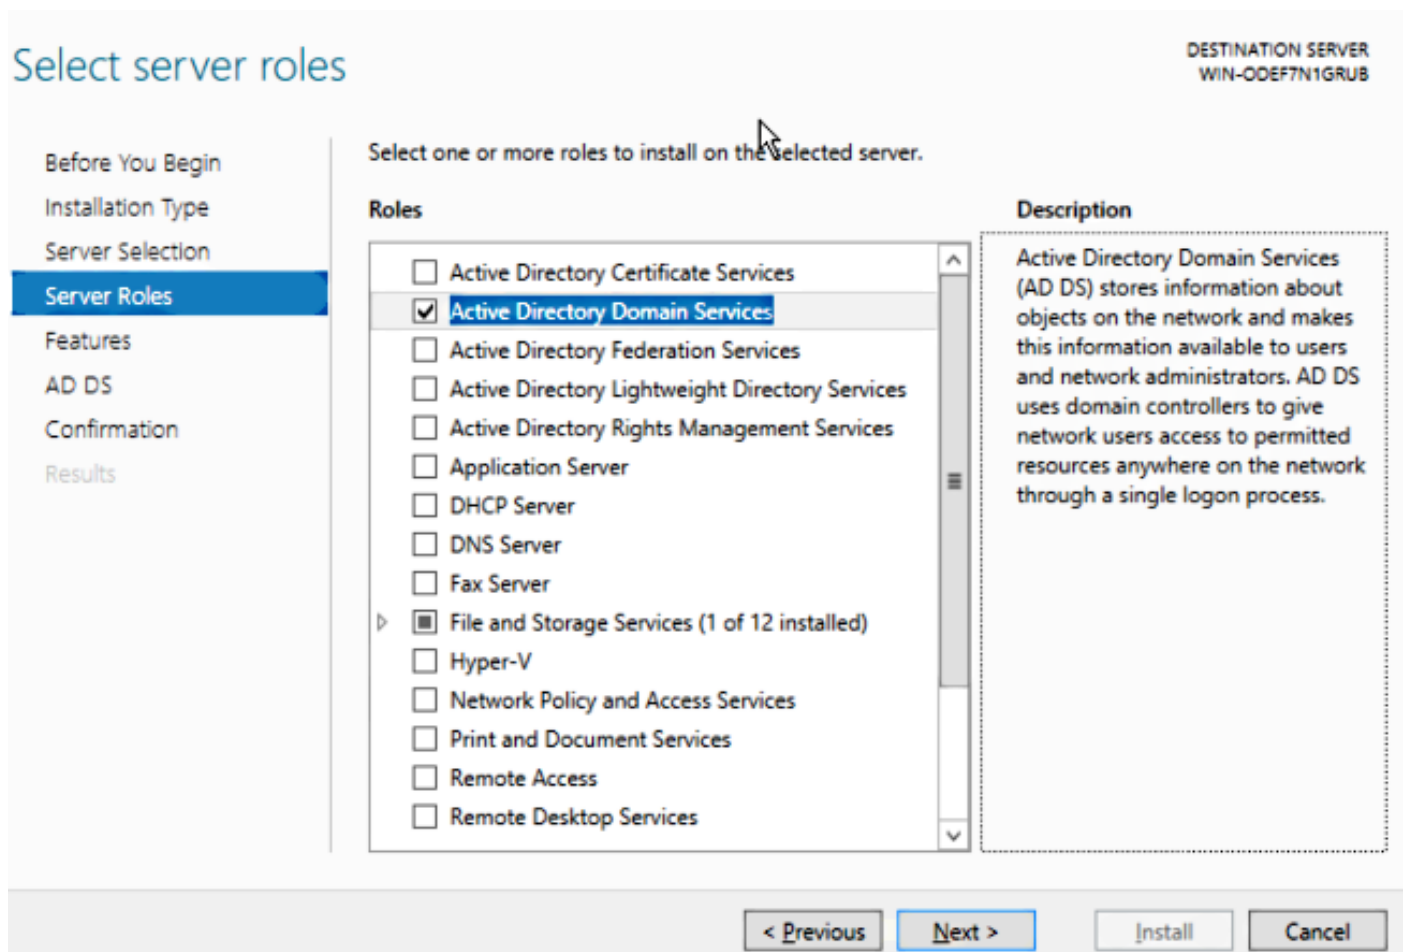 Select server roles
DESTINATION SERVER
WIN-ODEF7N1GRUB
Before You Begin
Installation Type
Server Selection
Server Roles
Features
AD DS
Confirmation
Results
Select one or more roles to install on the selected server.
Roles
Active Directory Certificate Services
Active Directory Domain Services
Active Directory Federation Services
Active Directory Lightweight Directory Services
Active Directory Rights Management Services
Application Server
DHCP Server
DNS Server
Fax Server
File and Storage Services (1 of 12 installed)
Hyper-V
Network Policy and Access Services
Print and Document Services
Remote Access
Remote Desktop Services
Description
Active Directory Domain Services
(AD DS) stores information about
objects on the network and makes
this information available to users
and network administrators. AD DS
uses domain controllers to give
network users access to permitted
resources anywhere on the network
through a single logon process.
< Previous
Next >
Install
Cancel